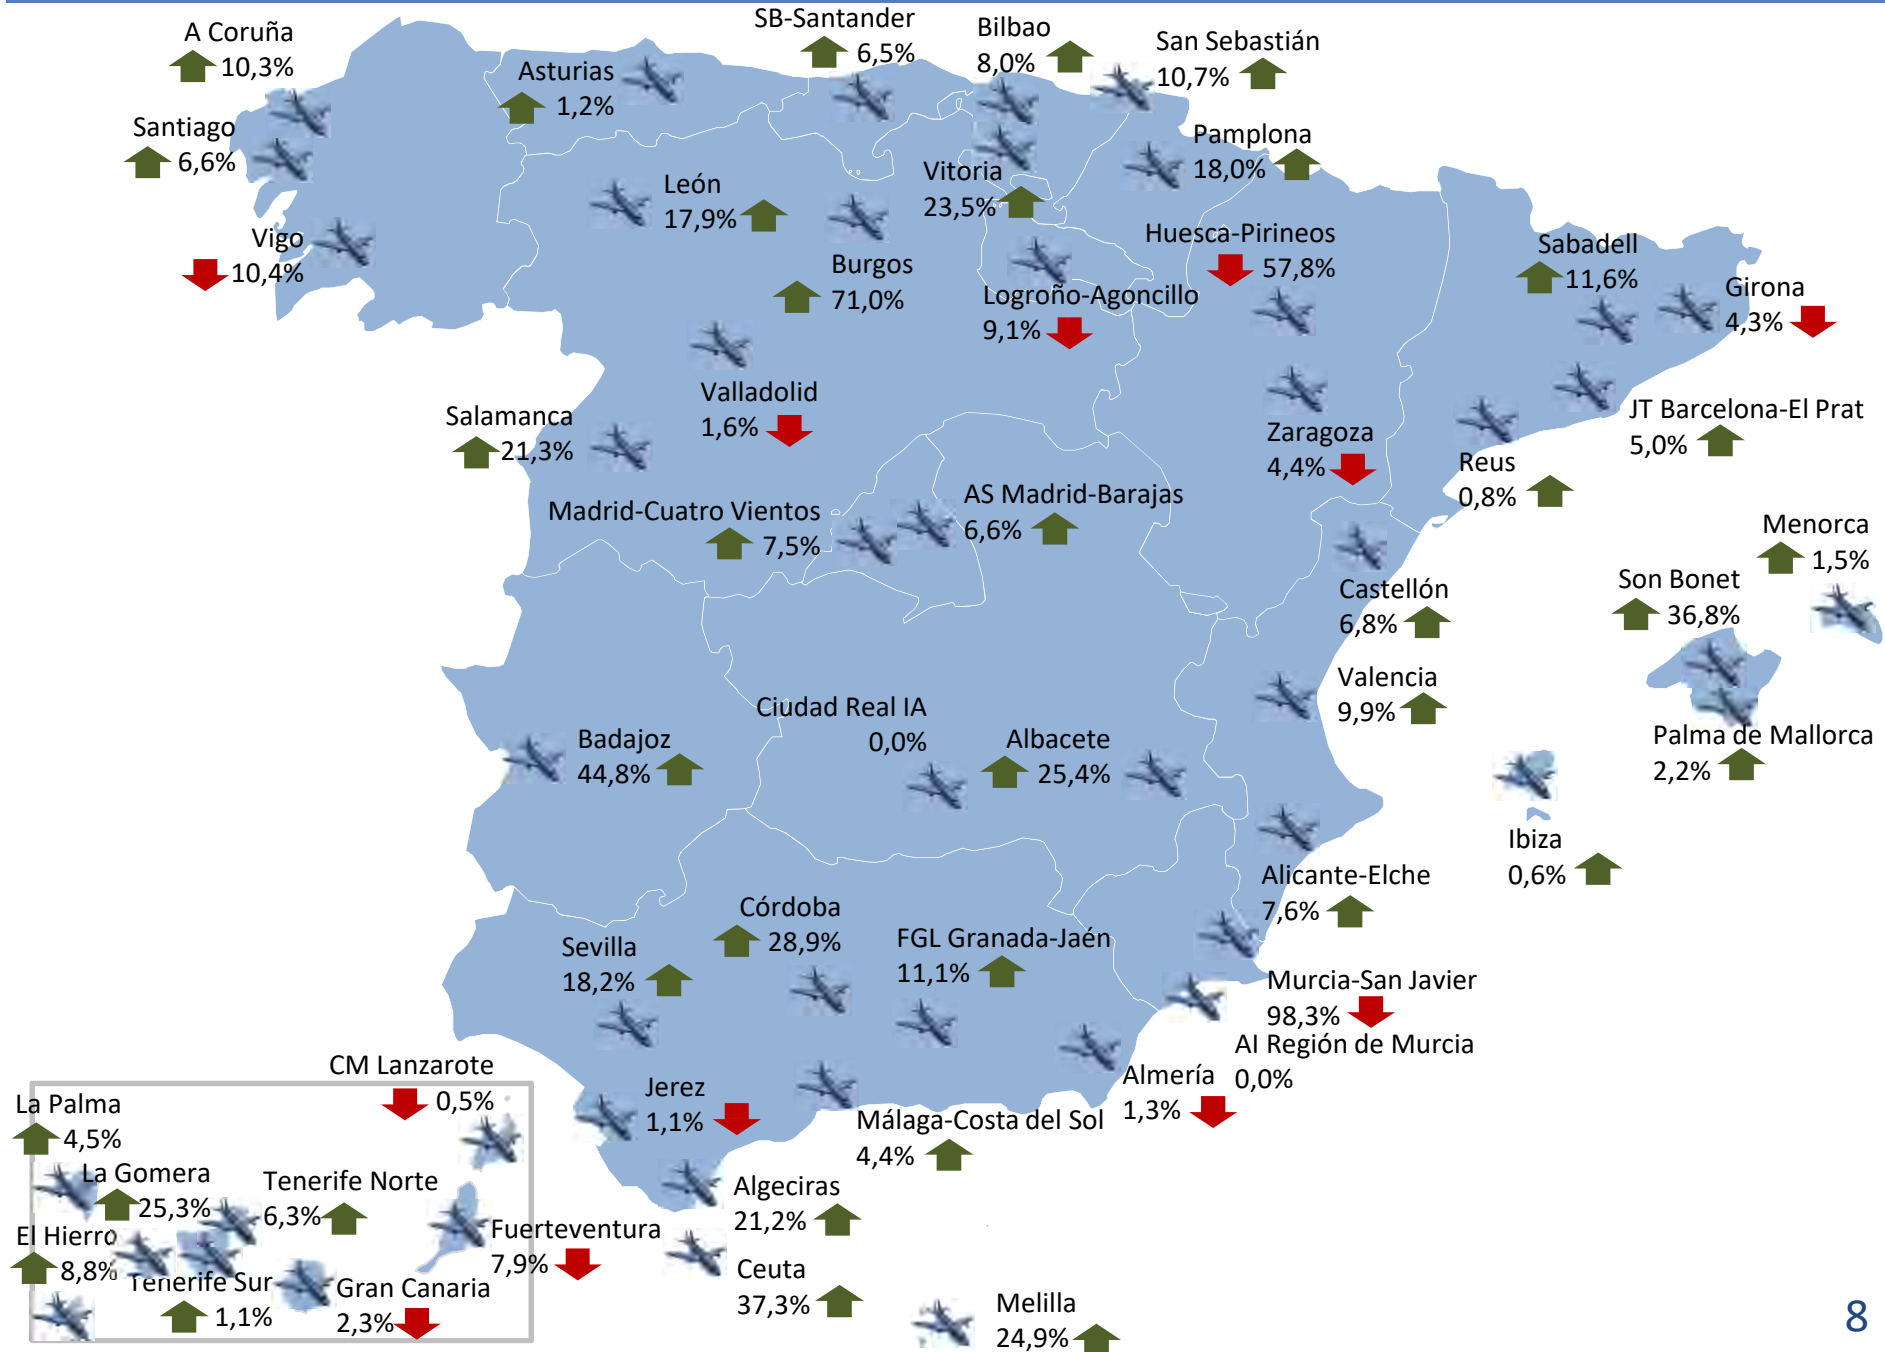 A Coruña
10,3%
Santiago
6,6%
Vigo
10,4%
Asturias
1,2%
SB-Santander
6,5%
Bilbao
8,0%
San Sebastián
10,7%
Pamplona
18,0%
Vitoria
23,5%
León
17,9%
Burgos
71,0%
Logroño-Agoncillo
9,1%
Huesca-Pirineos
57,8%
Sabadell
11,6%
Girona
4,3%
Valladolid
1,6%
Salamanca
21,3%
Zaragoza
4,4%
JT Barcelona-El Prat
5,0%
Reus
0,8%
Madrid-Cuatro Vientos
7,5%
AS Madrid-Barajas
6,6%
Menorca
1,5%
Son Bonet
36,8%
Castellón
6,8%
Valencia
9,9%
Palma de Mallorca
2,2%
Ciudad Real IA
0,0%
Badajoz
44,8%
Albacete
25,4%
Ibiza
0,6%
Alicante-Elche
7,6%
Córdoba
28,9%
Sevilla
18,2%
FGL Granada-Jaén
11,1%
Murcia-San Javier
98,3%
AI Región de Murcia
0,0%
Almería
1,3%
Jerez
1,1%
Málaga-Costa del Sol
4,4%
CM Lanzarote
0,5%
La Palma
4,5%
La Gomera
25,3%
Tenerife Norte
6,3%
El Hierro
8,8%
Tenerife Sur
1,1%
Gran Canaria
2,3%
Fuerteventura
7,9%
Algeciras
21,2%
Ceuta
37,3%
Melilla
24,9%
8